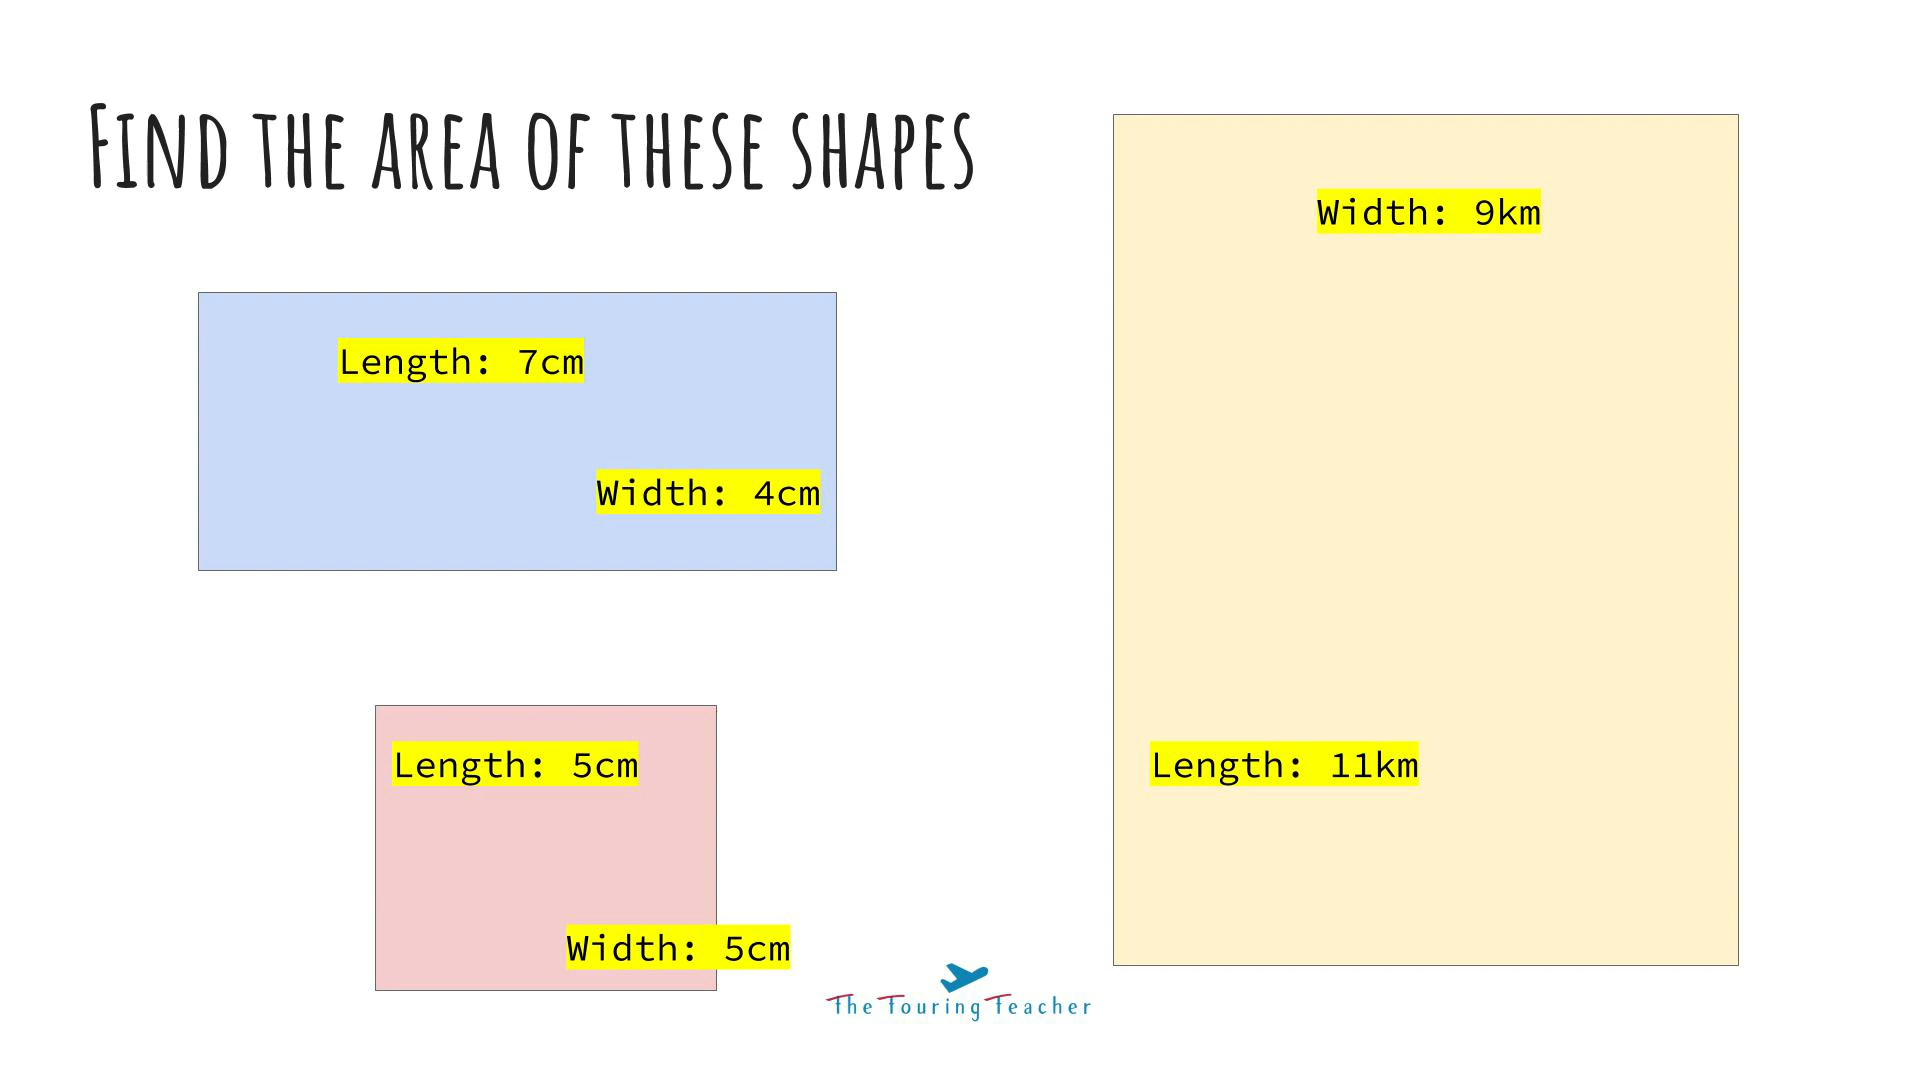 Find the area of these shapes
Width: 9km
Length: 7cm
Width: 4cm
Length: 5cm
Length: 11km
Width: 5cm
The Touring Teacher